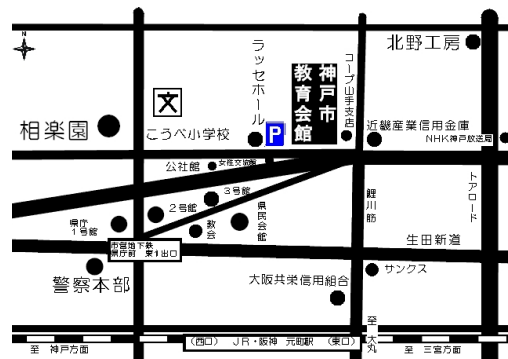 北野工房
ラッセホール
神戸市
教育会館
コープ山手支店
文
P
相楽園
こうべ小学校
近畿産業信用金庫
NHK神戸放送局
公社館
女性交流館
3号館
2号館
県庁
1号館
教会
県民会館
鯉川筋
トアロード
市営地下鉄
県庁前 東1出口
生田新道
警察本部
大阪共栄信用組合
サンクス
至 大丸
(西口) JR・阪神 元町駅 (東口)
至 神戸方面
至 三宮方面